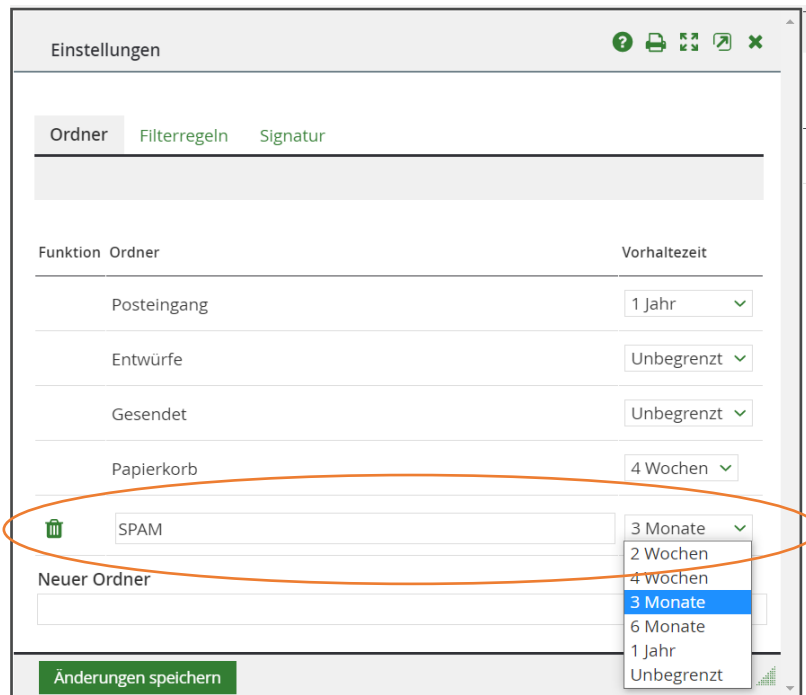 Einstellungen
Ordner Filterregeln Signatur
Funktion Ordner Vorhaltezeit
Posteingang 1 Jahr
Entwürfe Unbegrenzt
Gesendet Unbegrenzt
Papierkorb 4 Wochen
SPAM 3 Monate
2 Wochen
Neuer Ordner 4 Wochen
3 Monate
6 Monate
1 Jahr
Änderungen speichern Unbegrenzt